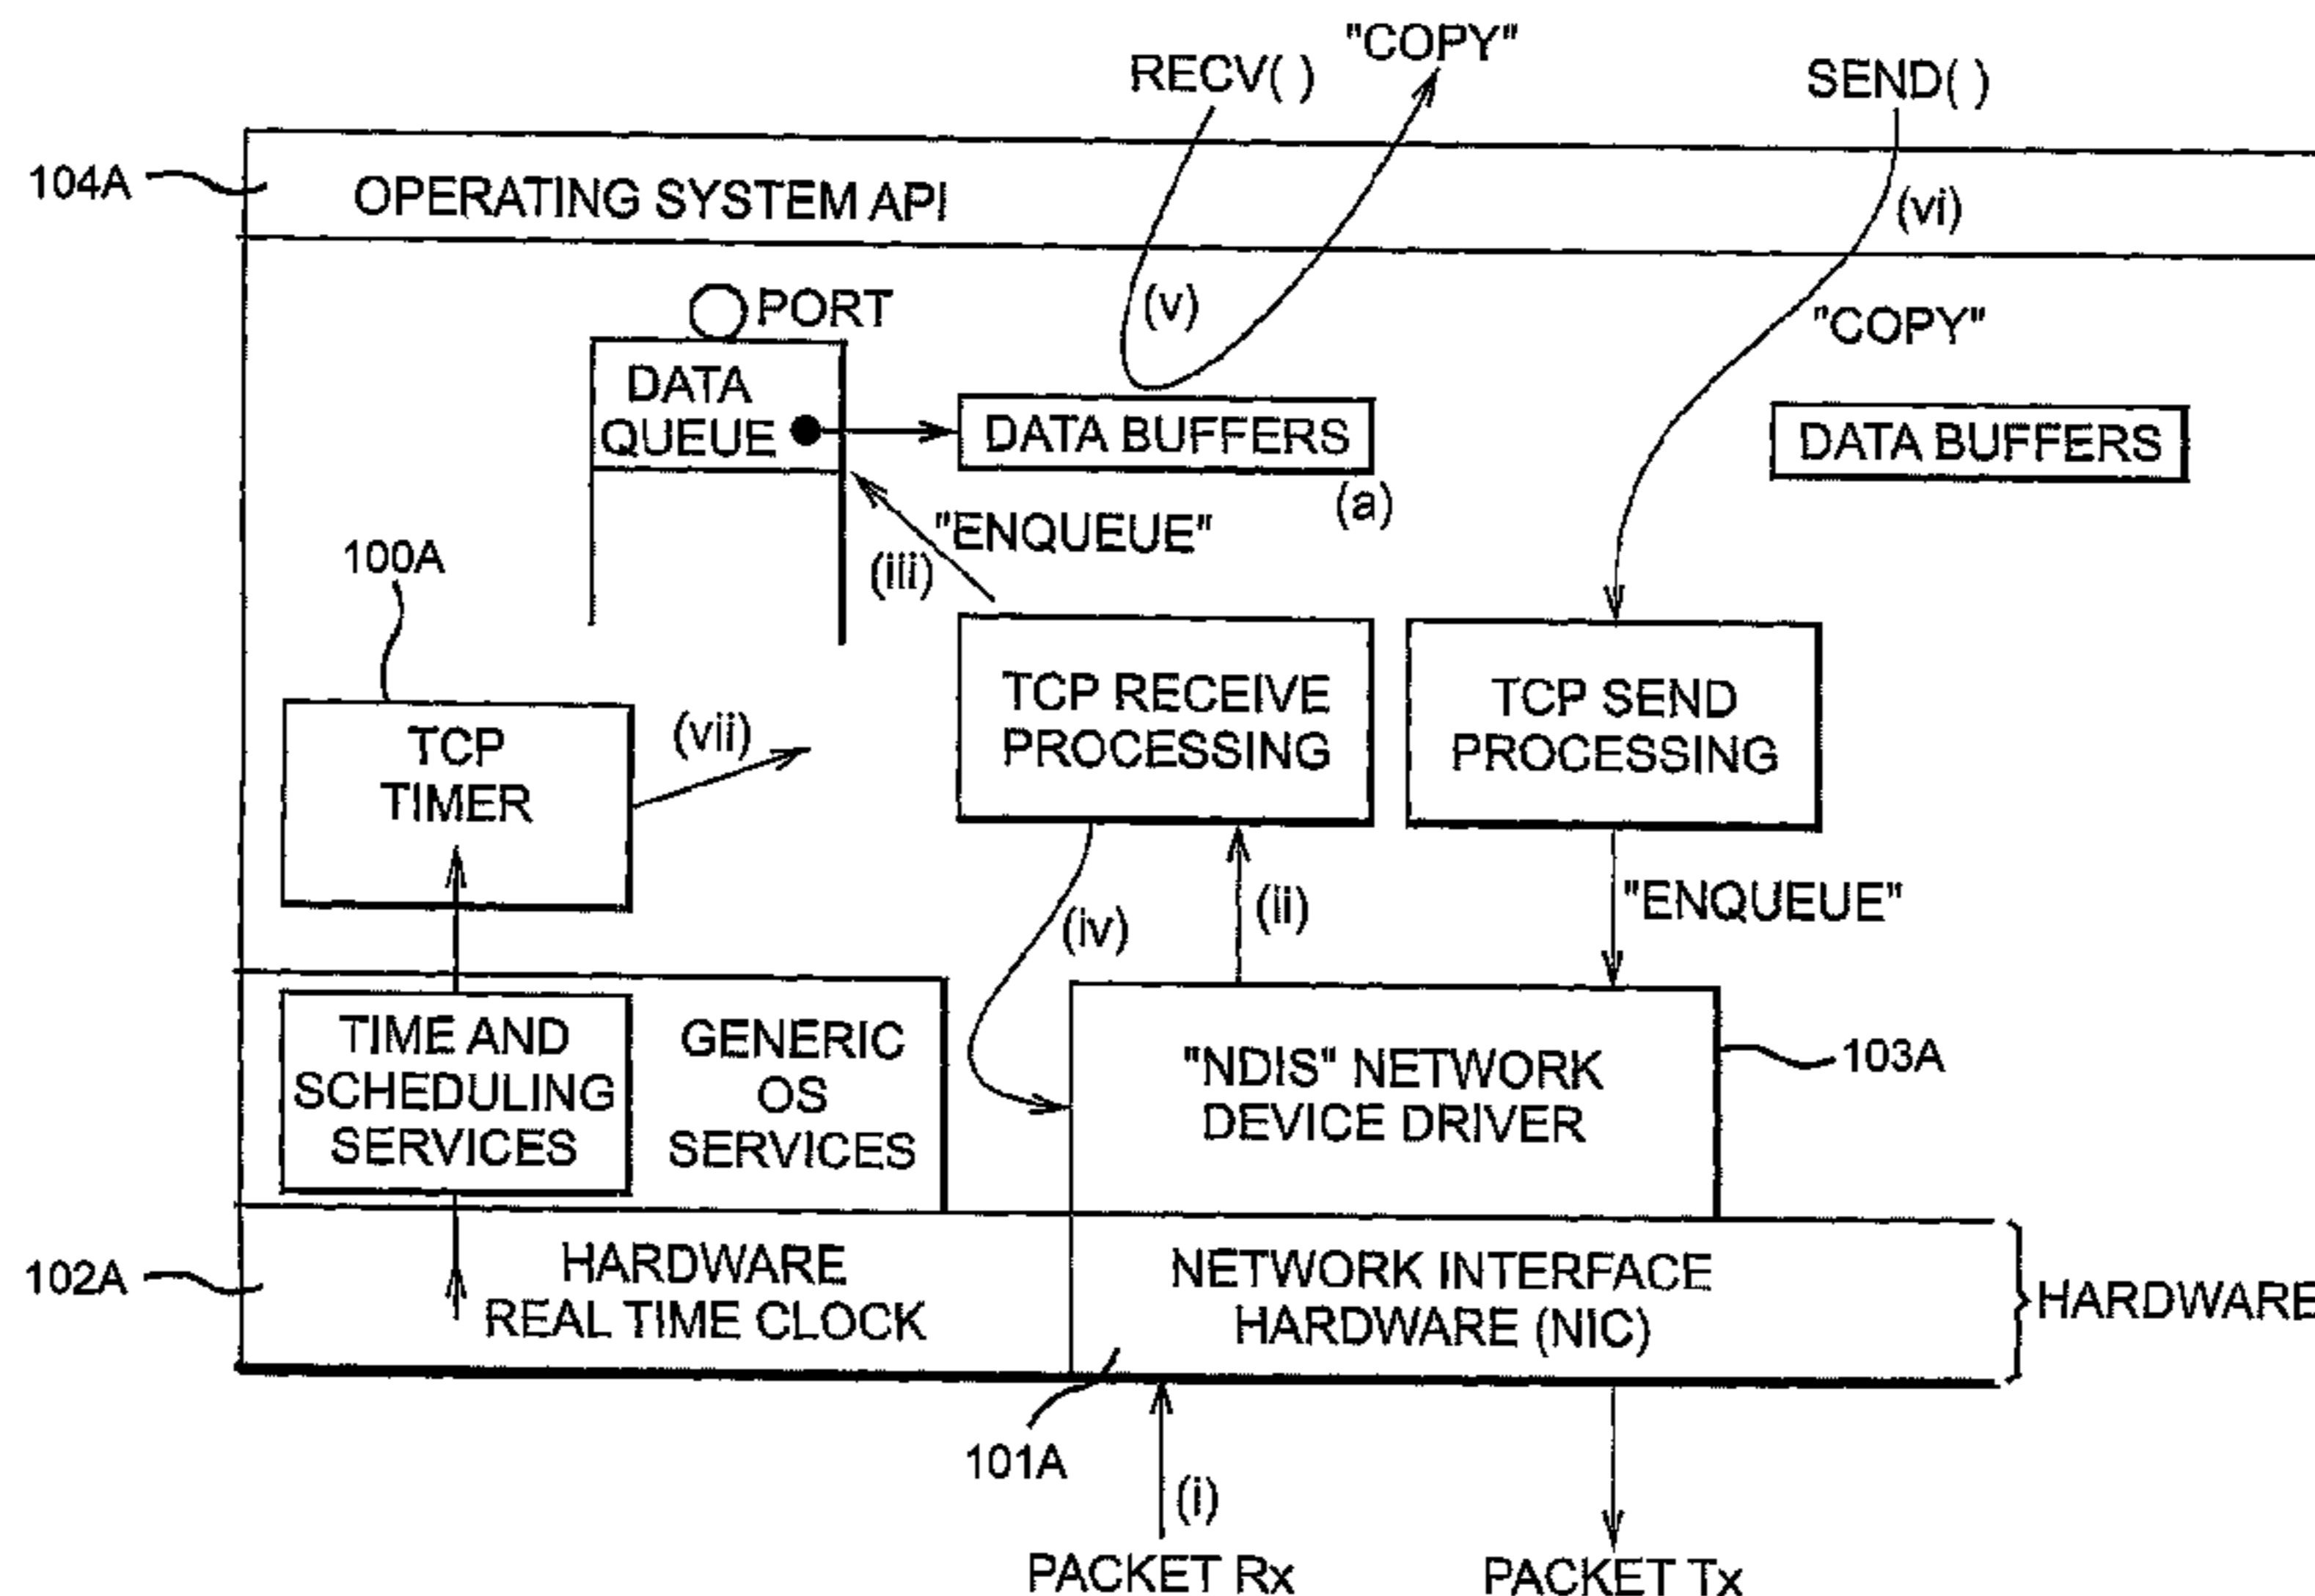 "COPY"
RECV( )
SEND( )
104A
OPERATING SYSTEM API
(vi)
PORT
(v)
"COPY"
DATA
QUEUE
DATA BUFFERS
DATA BUFFERS
(a)
"ENQUEUE"
(iii)
100A
TCP
TIMER
(vii)
TCP RECEIVE
PROCESSING
TCP SEND
PROCESSING
(iv)
(ii)
"ENQUEUE"
TIME AND
SCHEDULING
SERVICES
GENERIC
OS
SERVICES
"NDIS" NETWORK
DEVICE DRIVER
103A
102A
HARDWARE
REAL TIME CLOCK
NETWORK INTERFACE
HARDWARE (NIC)
HARDWARE
101A
(i)
PACKET Rx
PACKET Tx